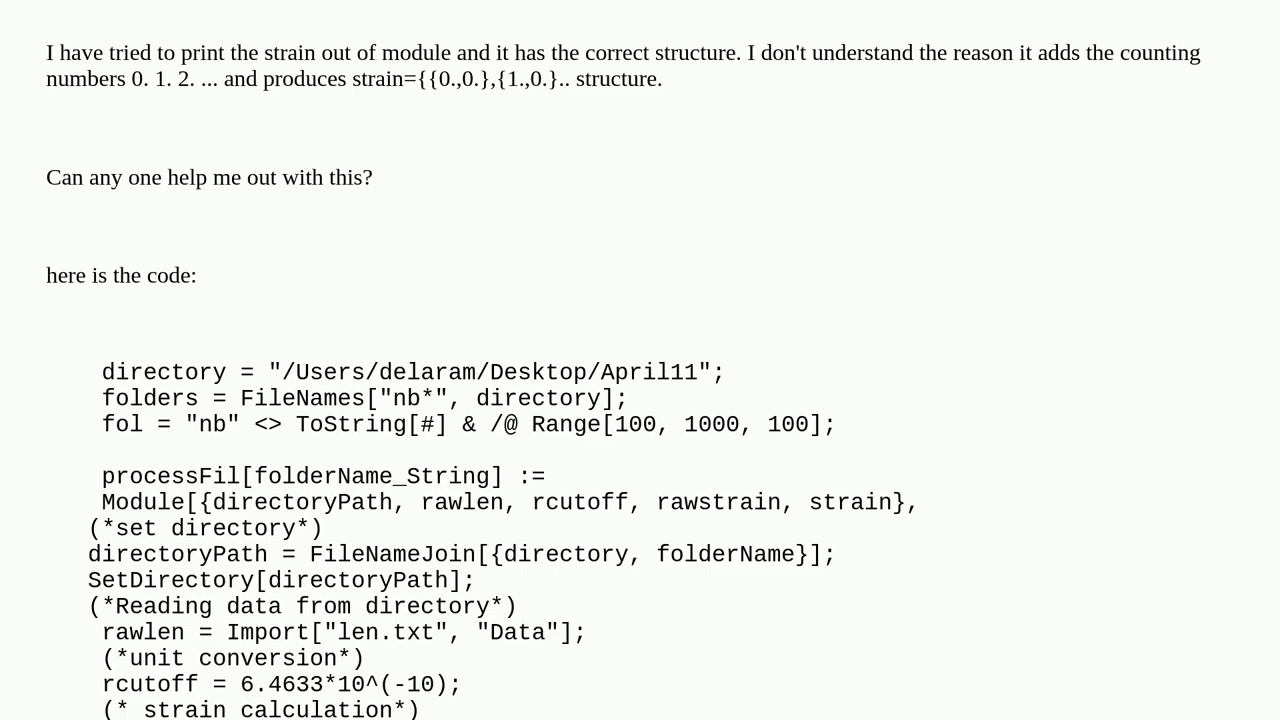 I have tried to print the strain out of module and it has the correct structure. I don't understand the reason it adds the counting
numbers 0. 1. 2. ... and produces strain={{0.,0.},{1.,0.}.. structure.
Can any one help me out with this?
here is the code:
directory = "/Users/delaram/Desktop/April11";
folders = FileNames["nb*", directory];
fol = "nb" <> ToString[#] & /@ Range[100, 1000, 100];
processFil[folderName_String] :=
Module[{directoryPath, rawlen, rcutoff, rawstrain, strain},
(*set directory*)
directoryPath = FileNameJoin[{directory, folderName}];
SetDirectory[directoryPath];
(*Reading data from directory*)
rawlen = Import["len.txt", "Data"];
(*unit conversion*)
rcutoff = 6.4633*10^(-10);
(* strain calculation*)